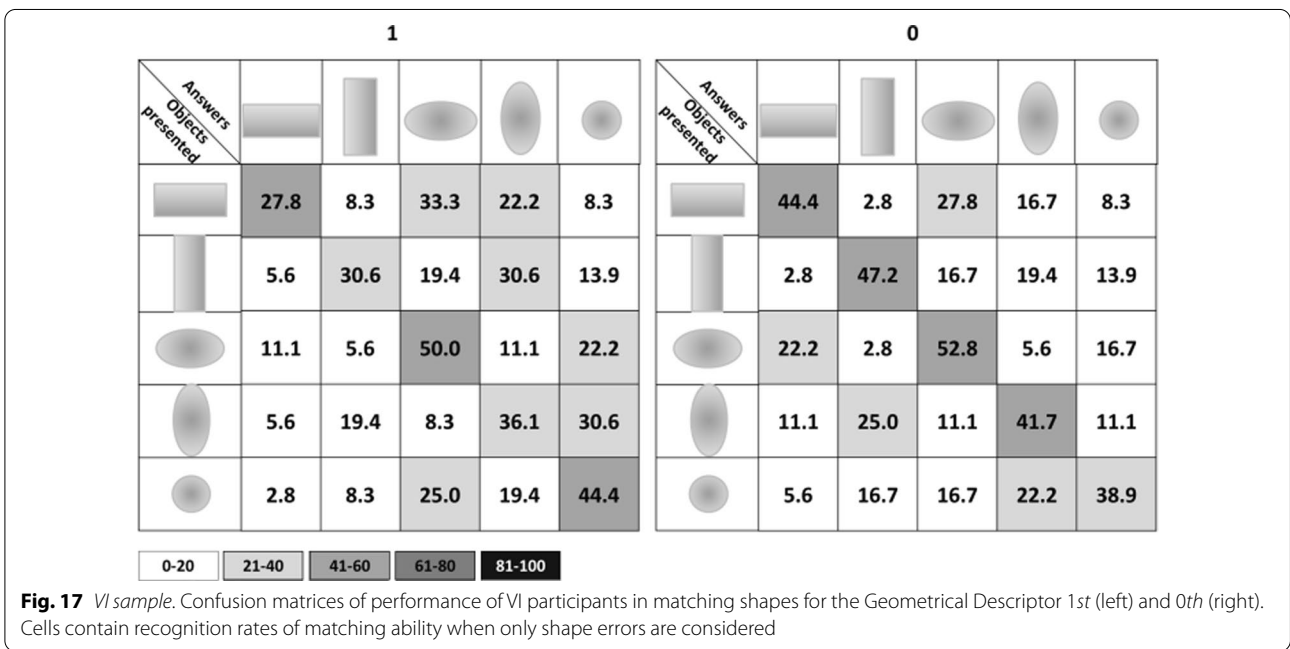 1 0
Answers
Objects
presented
Answers
Objects
presented
27.8 8.3 33.3 22.2 8.3 44.4 2.8 27.8 16.7 8.3
5.6 30.6 19.4 30.6 13.9 2.8 47.2 16.7 19.4 13.9
11.1 5.6 50.0 11.1 22.2 22.2 2.8 52.8 5.6 16.7
5.6 19.4 8.3 36.1 30.6 11.1 25.0 11.1 41.7 11.1
2.8 8.3 25.0 19.4 44.4 5.6 16.7 16.7 22.2 38.9
0-20 21-40 41-60 61-80 81-100
Fig. 17 VI sample. Confusion matrices of performance of VI participants in matching shapes for the Geometrical Descriptor 1st (left) and 0th (right).
Cells contain recognition rates of matching ability when only shape errors are considered